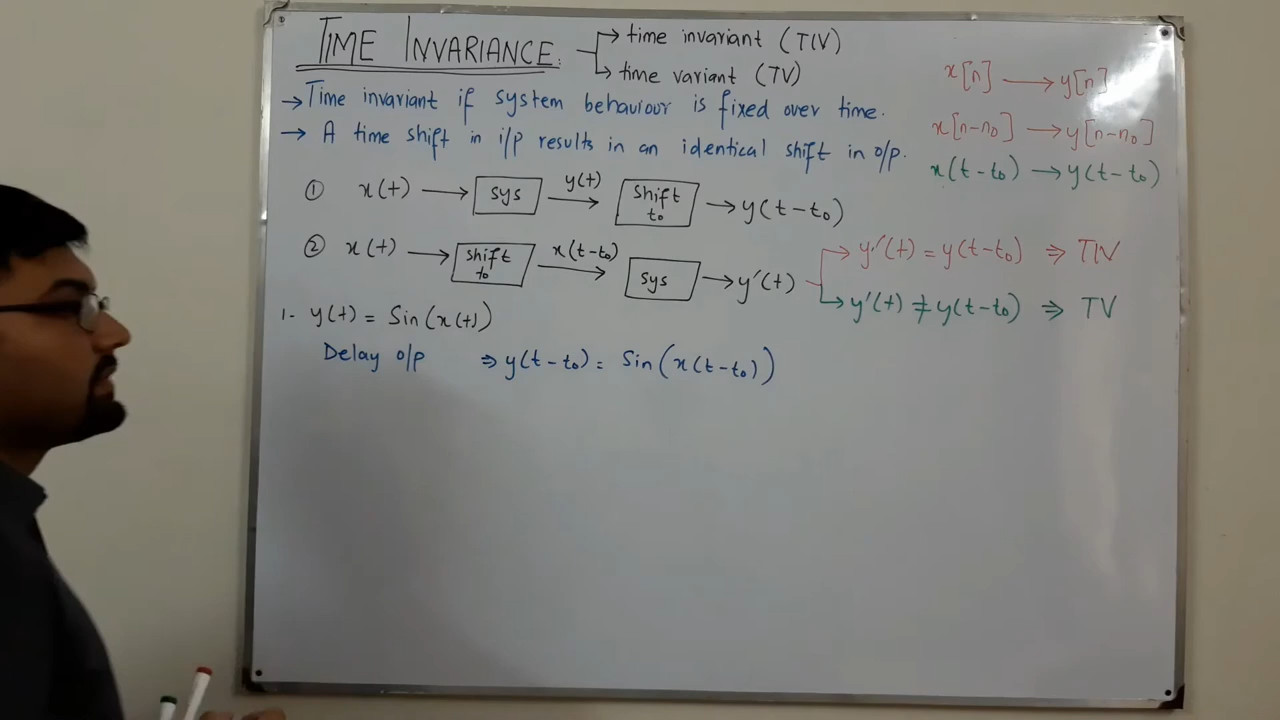 TIME INVARIANCE. → time invariant (TIV)
→ time variant (TV)
x[n] → y[n]
→ Time invariant if system behaviour is fixed over time.
x[n-n₀] → y[n-n₀]
→ A time shift in i/p results in an identical shift in o/p.
x(t-t₀) → y(t-t₀)
① x(t) → sys y(t) → shift t₀ → y(t-t₀)
② x(t) → shift t₀ x(t-t₀) → sys → y'(t) → y'(t) = y(t-t₀) ⇒ TIV
→ y'(t) ≠ y(t-t₀) ⇒ TV
1- y(t) = Sin(x(t))
Delay o/p ⇒ y(t-t₀) = Sin(x(t-t₀))